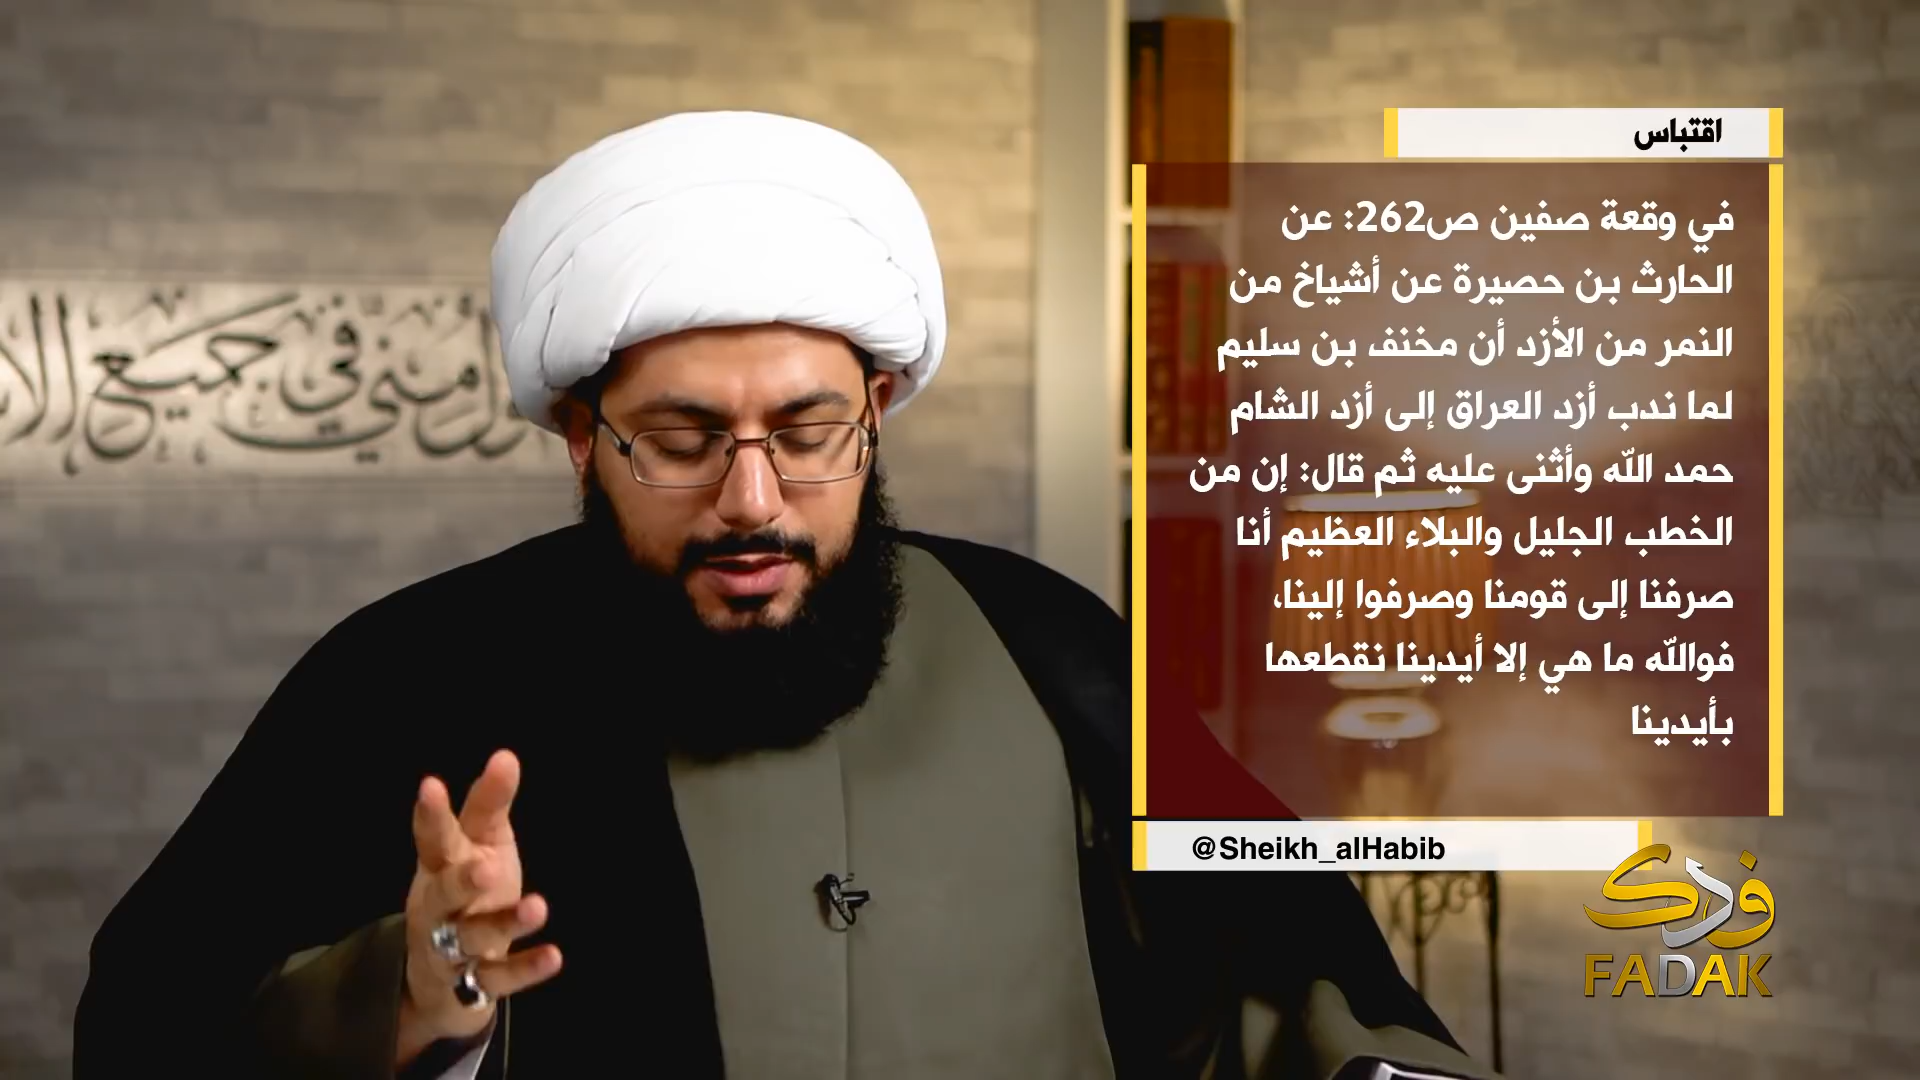 اقتباس
في وقعة صفين ص262: عن
الحارث بن حصيرة عن أشياخ من
النمر من الأزد أن مخنف بن سليم
لما ندب أزد العراق إلى أزد الشام
حمد الله وأثنى عليه ثم قال: إن من
الخطب الجليل والبلاء العظيم أنا
صرفنا إلى قومنا وصرفوا إلينا،
فوالله ما هي إلا أيدينا نقطعها
بأيدينا
@Sheikh_alHabib
فدك
FADAK
في جميع